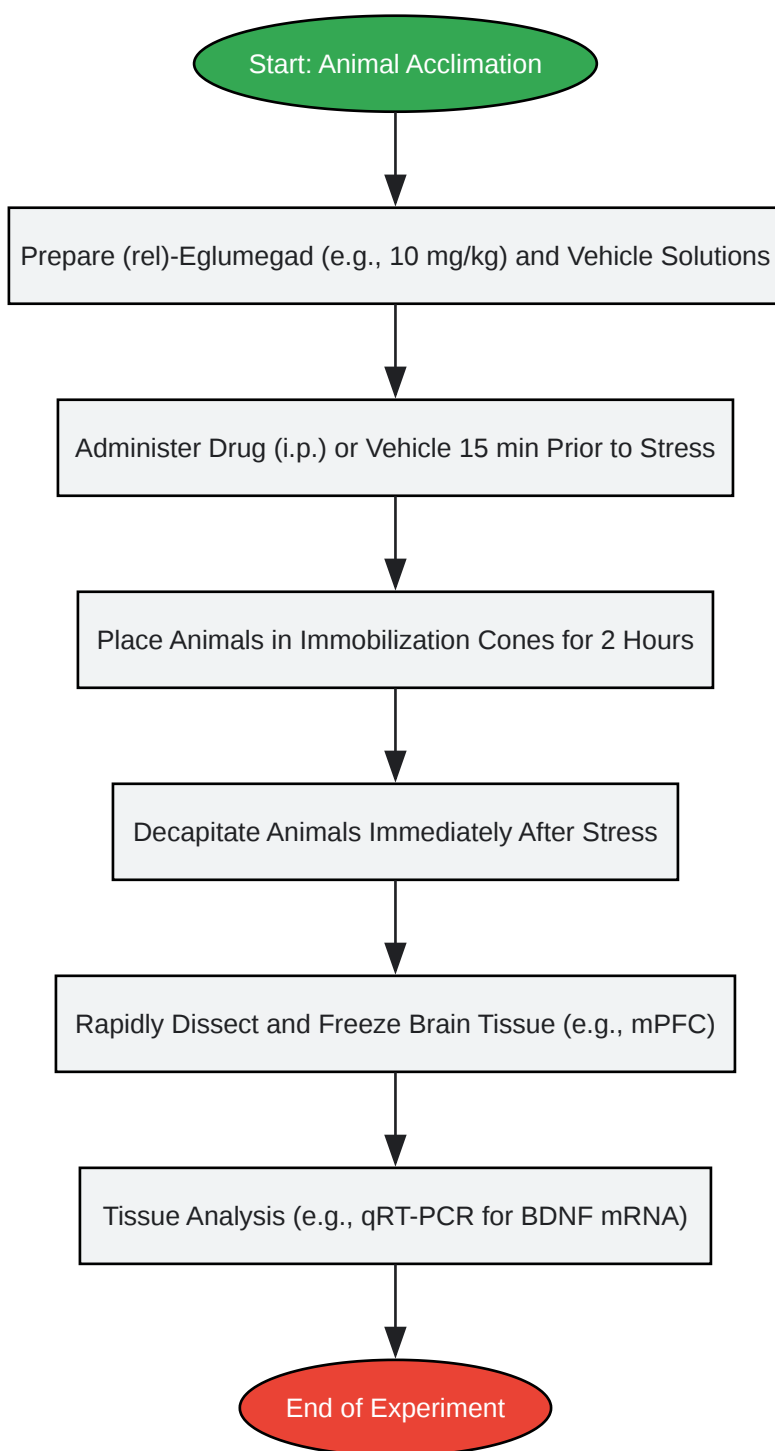 Start: Animal Acclimation
Prepare (rel)-Eglumegad (e.g., 10 mg/kg) and Vehicle Solutions
Administer Drug (i.p.) or Vehicle 15 min Prior to Stress
Place Animals in Immobilization Cones for 2 Hours
Decapitate Animals Immediately After Stress
Rapidly Dissect and Freeze Brain Tissue (e.g., mPFC)
Tissue Analysis (e.g., qRT-PCR for BDNF mRNA)
End of Experiment